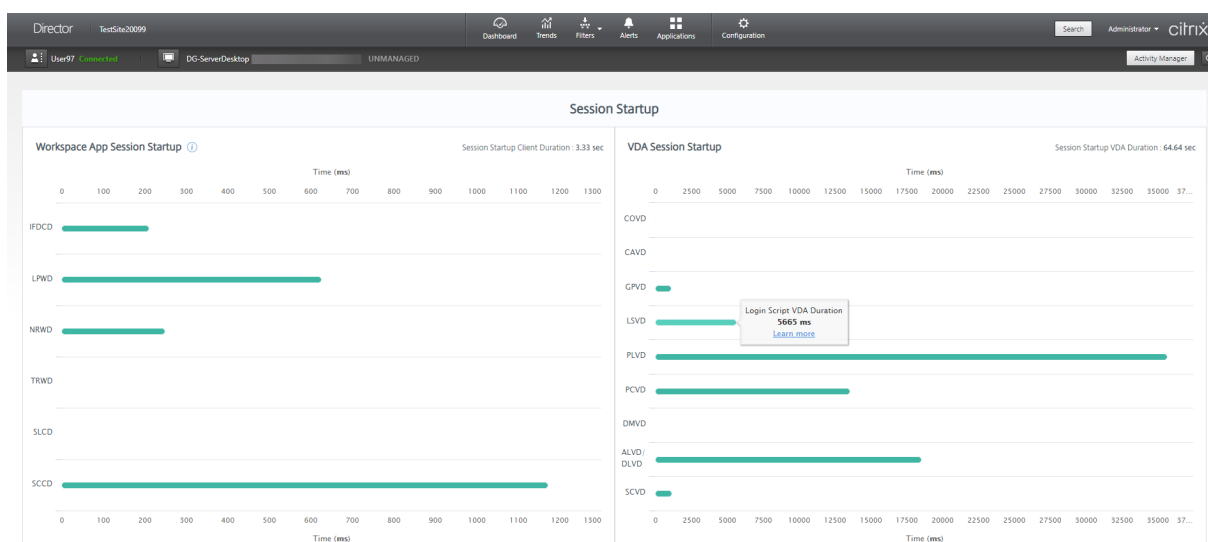 Director TestSite20099 Dashboard Trends Filters Alerts Applications Configuration Search Administrator citrix
User97 Connected DG-ServerDesktop UNMANAGED Activity Manager
Session Startup
Workspace App Session Startup Session Startup Client Duration : 3.33 sec
Time (ms)
0 100 200 300 400 500 600 700 800 900 1000 1100 1200 1300
IFDCD
LPWD
NRWD
TRWD
SLCD
SCCD
0 100 200 300 400 500 600 700 800 900 1000 1100 1200 1300
Time (ms)
VDA Session Startup Session Startup VDA Duration : 64.64 sec
Time (ms)
0 2500 5000 7500 10000 12500 15000 17500 20000 22500 25000 27500 30000 32500 35000 37...
COVD
CAVD
GPVD
LSVD
Login Script VDA Duration
5665 ms
Learn more
PLVD
PCVD
DMVD
ALVD/
DLVD
SCVD
0 2500 5000 7500 10000 12500 15000 17500 20000 22500 25000 27500 30000 32500 35000 37...
Time (ms)